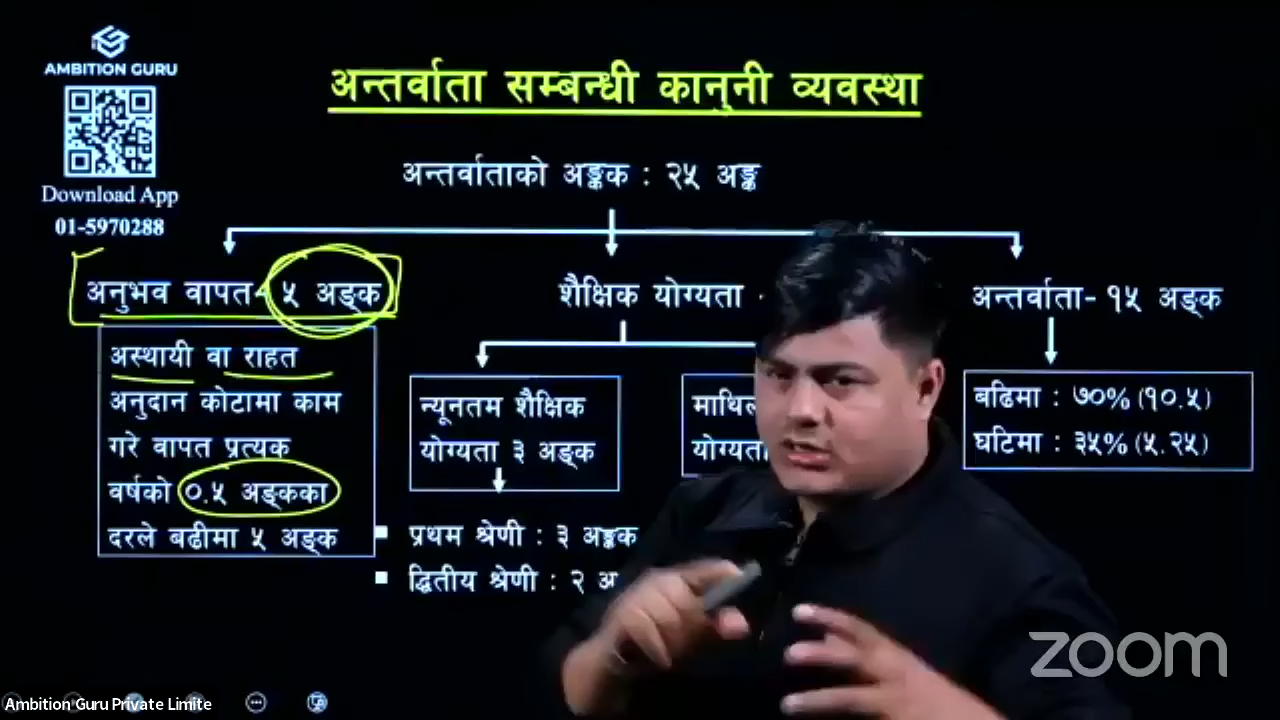 AMBITION GURU
Download App
01-5970288
अन्तर्वाता सम्बन्धी कानुनी व्यवस्था
अन्तर्वाताको अङ्कक : २५ अङ्क
अनुभव वापत- ५ अङ्क
अस्थायी वा राहत
अनुदान कोटामा काम
गरे वापत प्रत्यक
वर्षको ०.५ अङ्कका
दरले बढीमा ५ अङ्क
शैक्षिक योग्यता
न्यूनतम शैक्षिक
योग्यता ३ अङ्क
प्रथम श्रेणी : ३ अङ्कक
द्वितीय श्रेणी : २
अन्तर्वाता- १५ अङ्क
बढिमा : ७०% (१०.५)
घटिमा : ३५% (५.२५)
zoom
Ambition Guru Private Limite